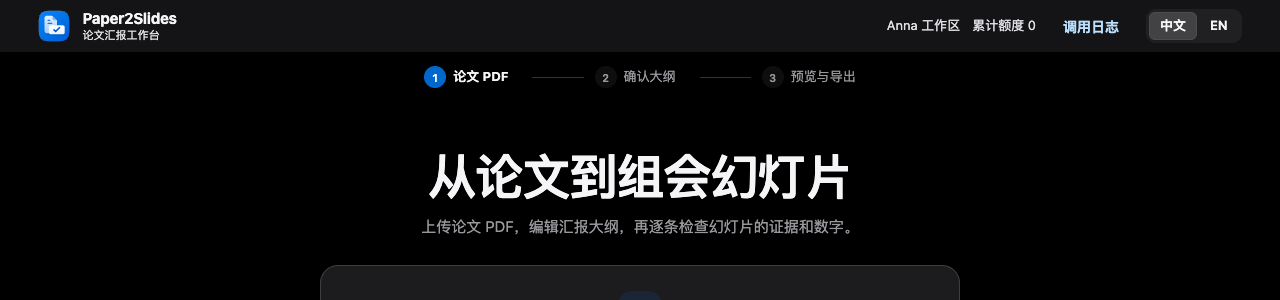 Paper2Slides
论文汇报工作台
Anna 工作区 累计额度 0 调用日志 中文 EN
1 论文 PDF 2 确认大纲 3 预览与导出
从论文到组会幻灯片
上传论文 PDF，编辑汇报大纲，再逐条检查幻灯片的证据和数字。